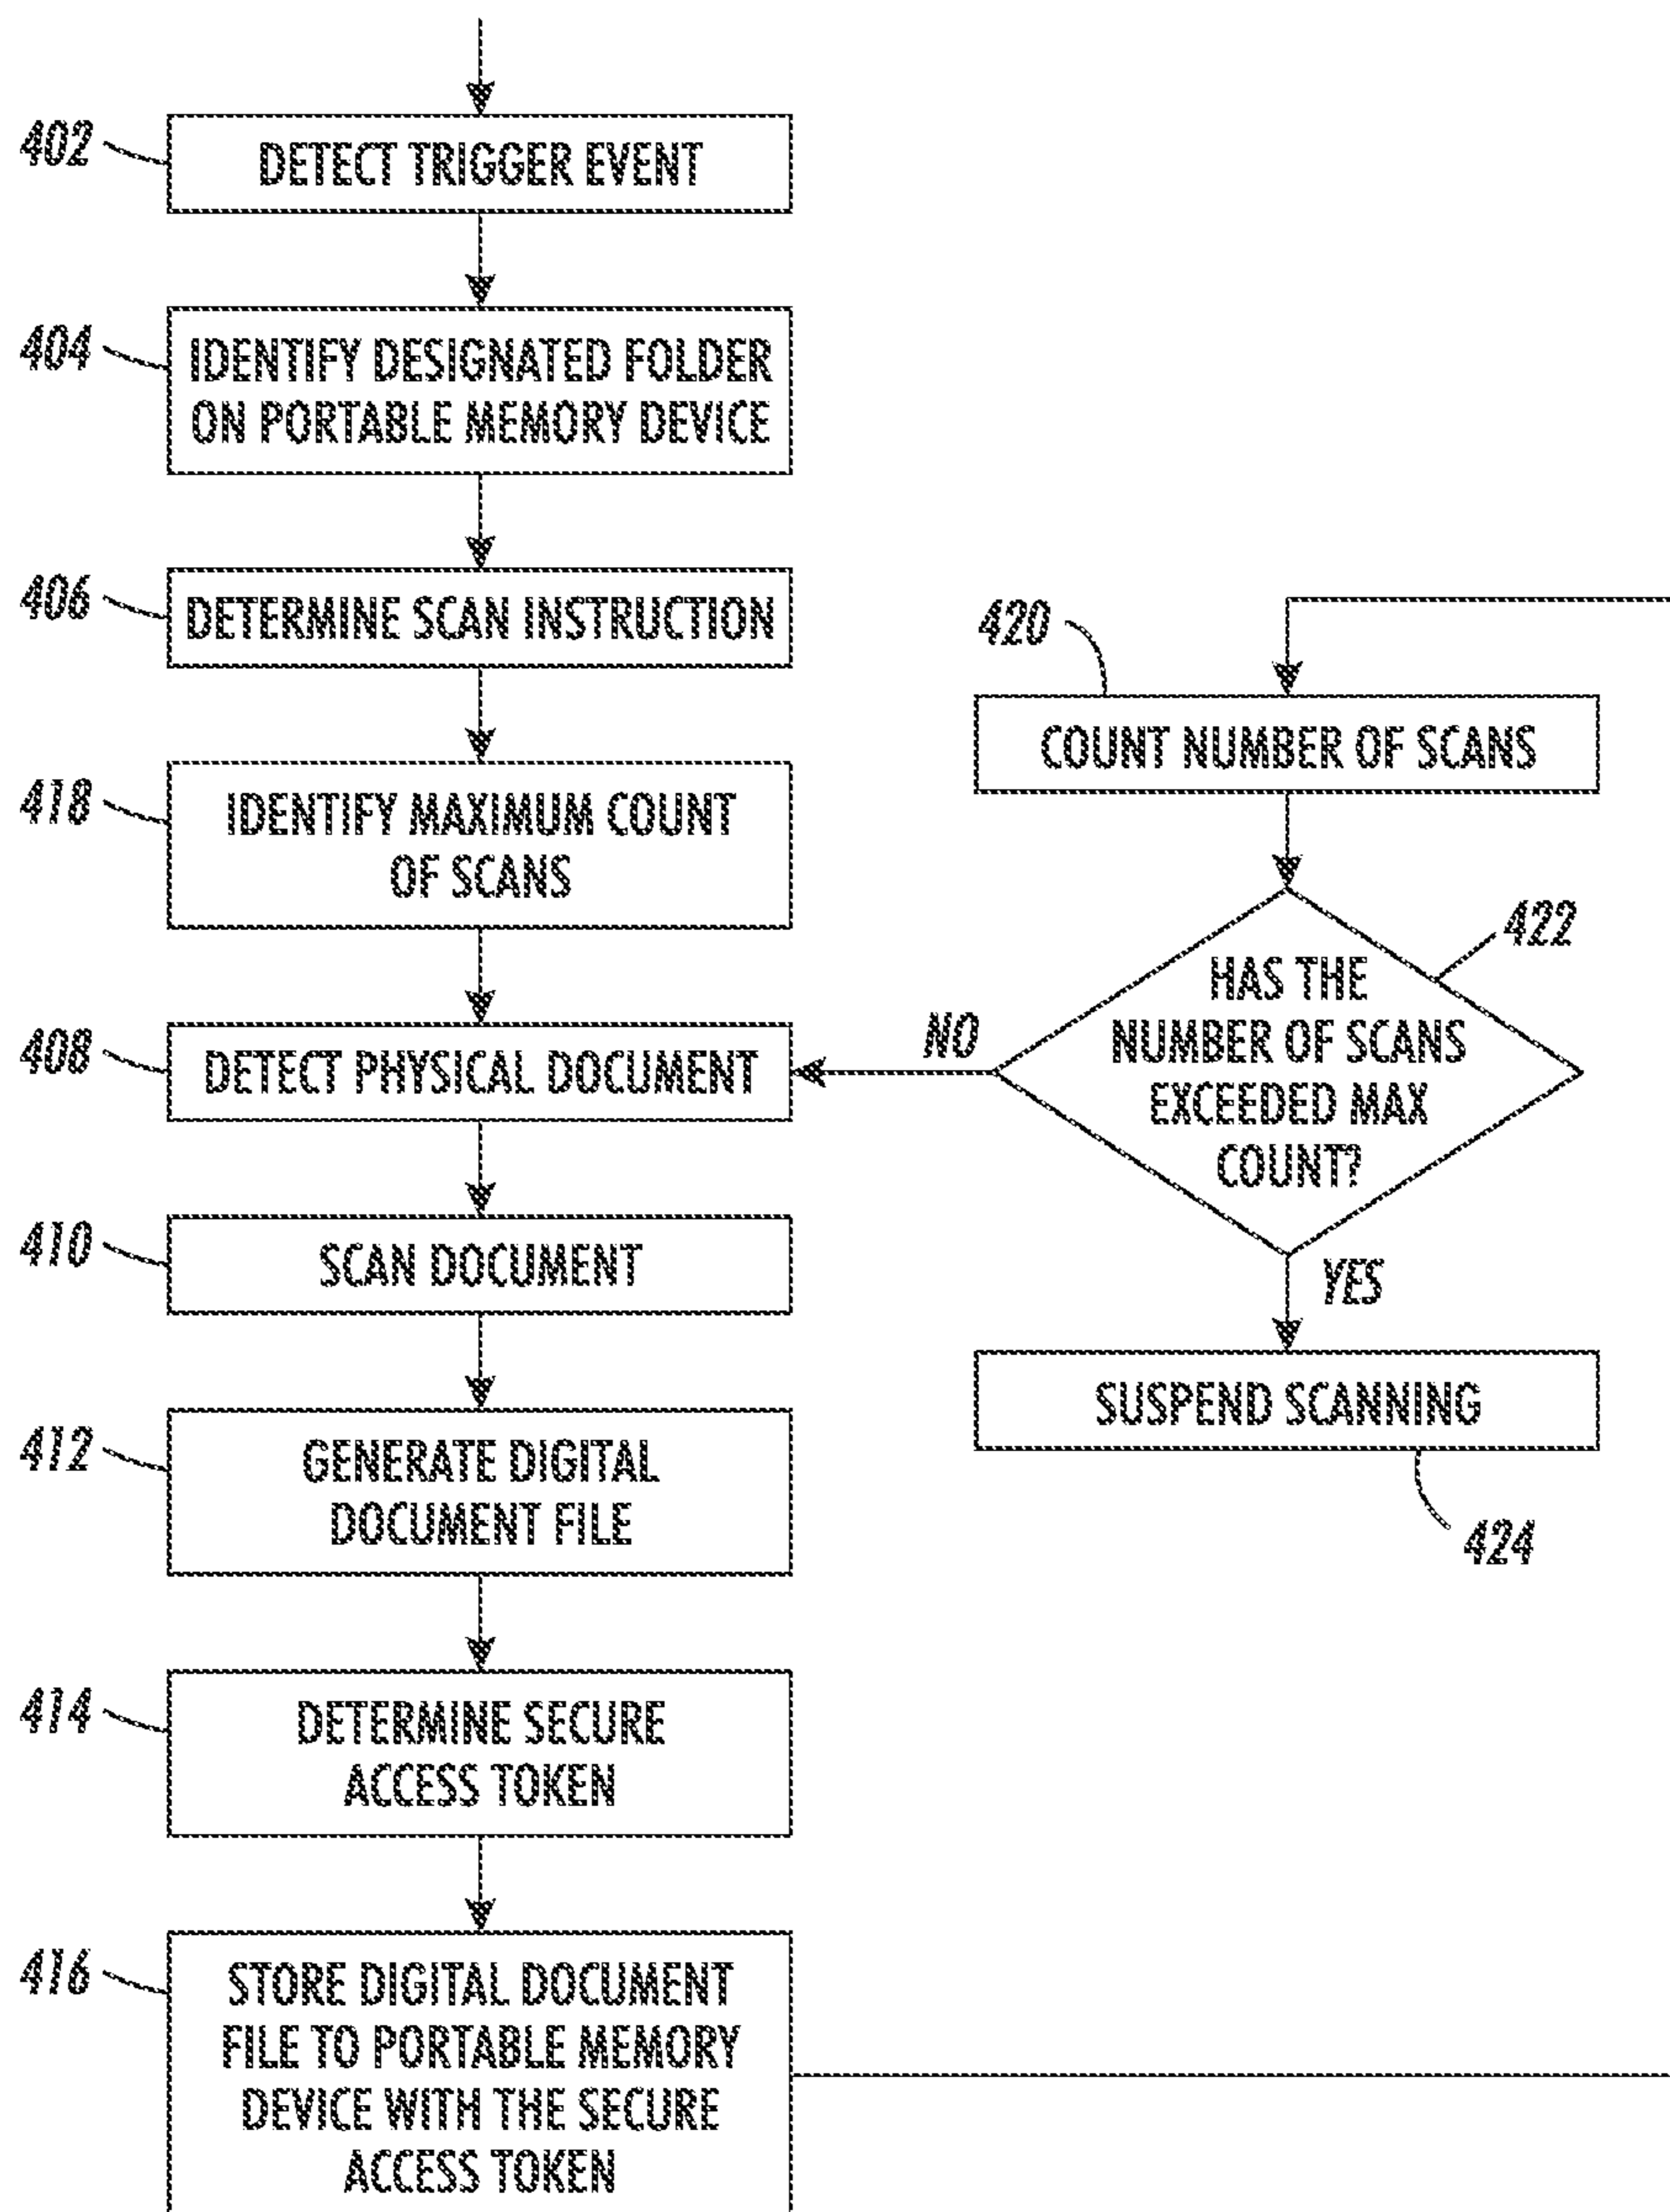 402
DETECT TRIGGER EVENT
404
IDENTIFY DESIGNATED FOLDER
ON PORTABLE MEMORY DEVICE
406
DETERMINE SCAN INSTRUCTION
418
IDENTIFY MAXIMUM COUNT
OF SCANS
408
DETECT PHYSICAL DOCUMENT
410
SCAN DOCUMENT
412
GENERATE DIGITAL
DOCUMENT FILE
414
DETERMINE SECURE
ACCESS TOKEN
416
STORE DIGITAL DOCUMENT
FILE TO PORTABLE MEMORY
DEVICE WITH THE SECURE
ACCESS TOKEN
420
COUNT NUMBER OF SCANS
422
HAS THE
NUMBER OF SCANS
EXCEEDED MAX
COUNT?
NO
YES
SUSPEND SCANNING
424